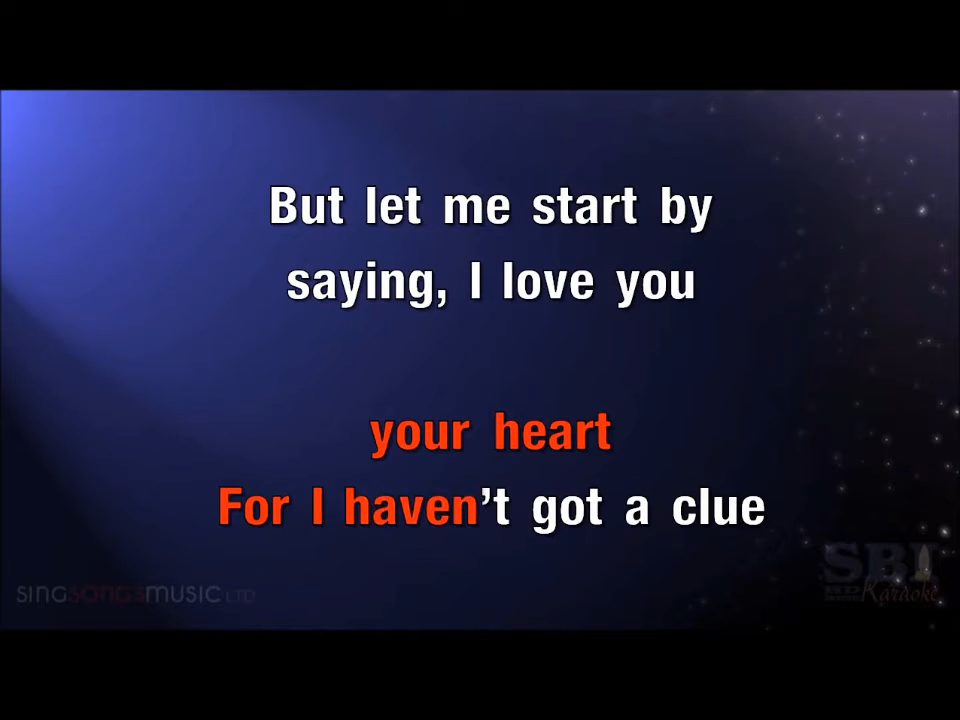 But let me start by
saying, I love you
your heart
For I haven’t got a clue
SBI
SINGSONGSMUSIC LTD
Karaoke